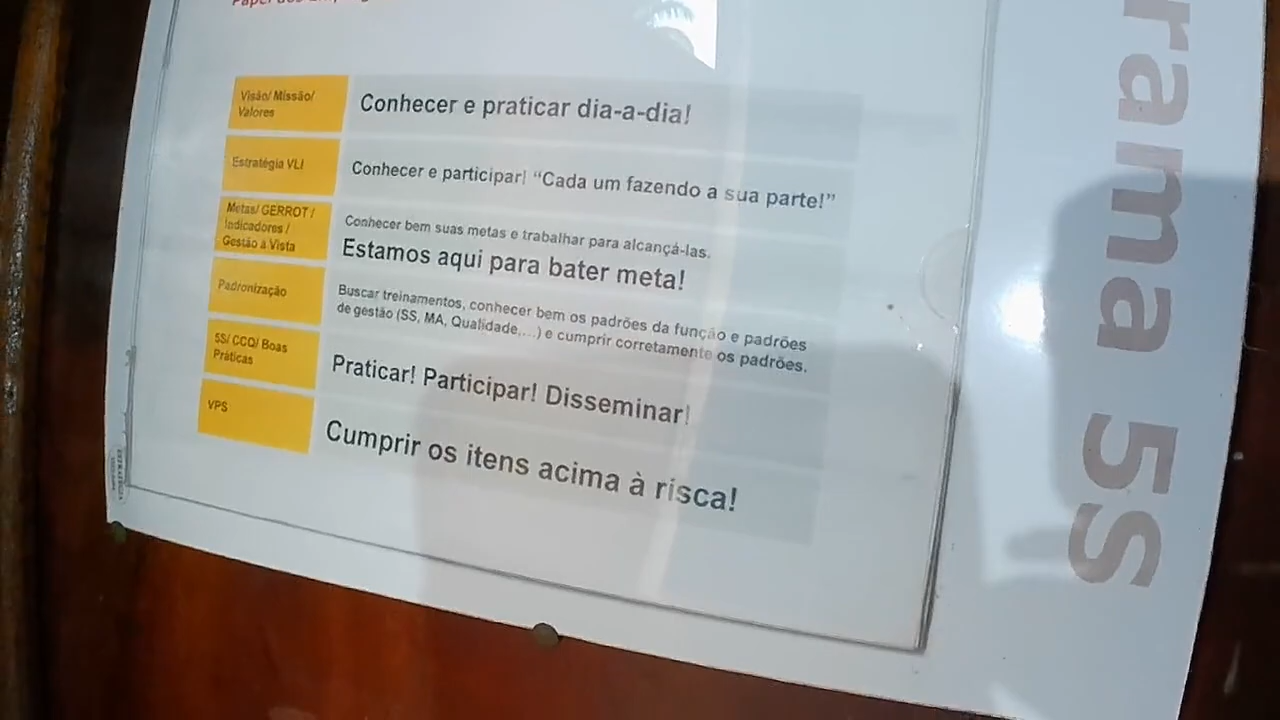 Visão/ Missão/
Valores
Conhecer e praticar dia-a-dia!
Estratégia VLI
Conhecer e participar! “Cada um fazendo a sua parte!”
Metas/ GERROT /
Indicadores /
Gestão à Vista
Conhecer bem suas metas e trabalhar para alcançá-las.
Estamos aqui para bater meta!
Padronização
Buscar treinamentos, conhecer bem os padrões da função e padrões
de gestão (SS, MA, Qualidade,...) e cumprir corretamente os padrões.
5S/ CCQ/ Boas
Práticas
Praticar! Participar! Disseminar!
VPS
Cumprir os itens acima à risca!
rama 5S